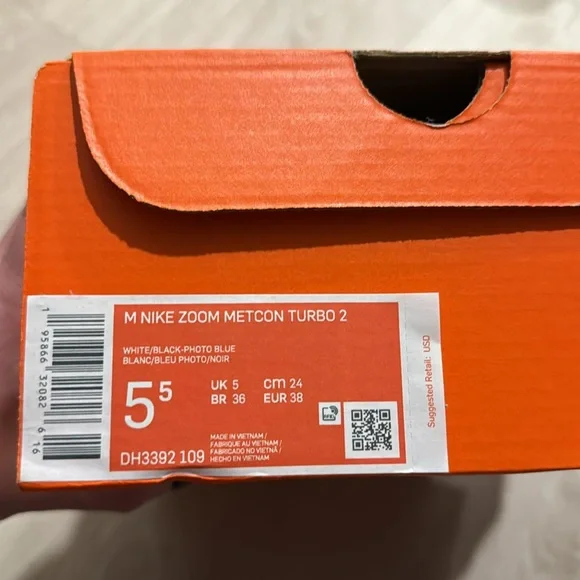 M NIKE ZOOM METCON TURBO 2
WHITE/BLACK-PHOTO BLUE
BLANC/BLEU PHOTO/NOIR
5⁵
UK 5 cm 24
BR 36 EUR 38
MADE IN VIETNAM /
FABRIQUE AU VIETNAM /
FABRICADO NO VIETNÃ /
HECHO EN VIETNAM
DH3392 109
1 95866 32082 6 16
Suggested Retail: USD